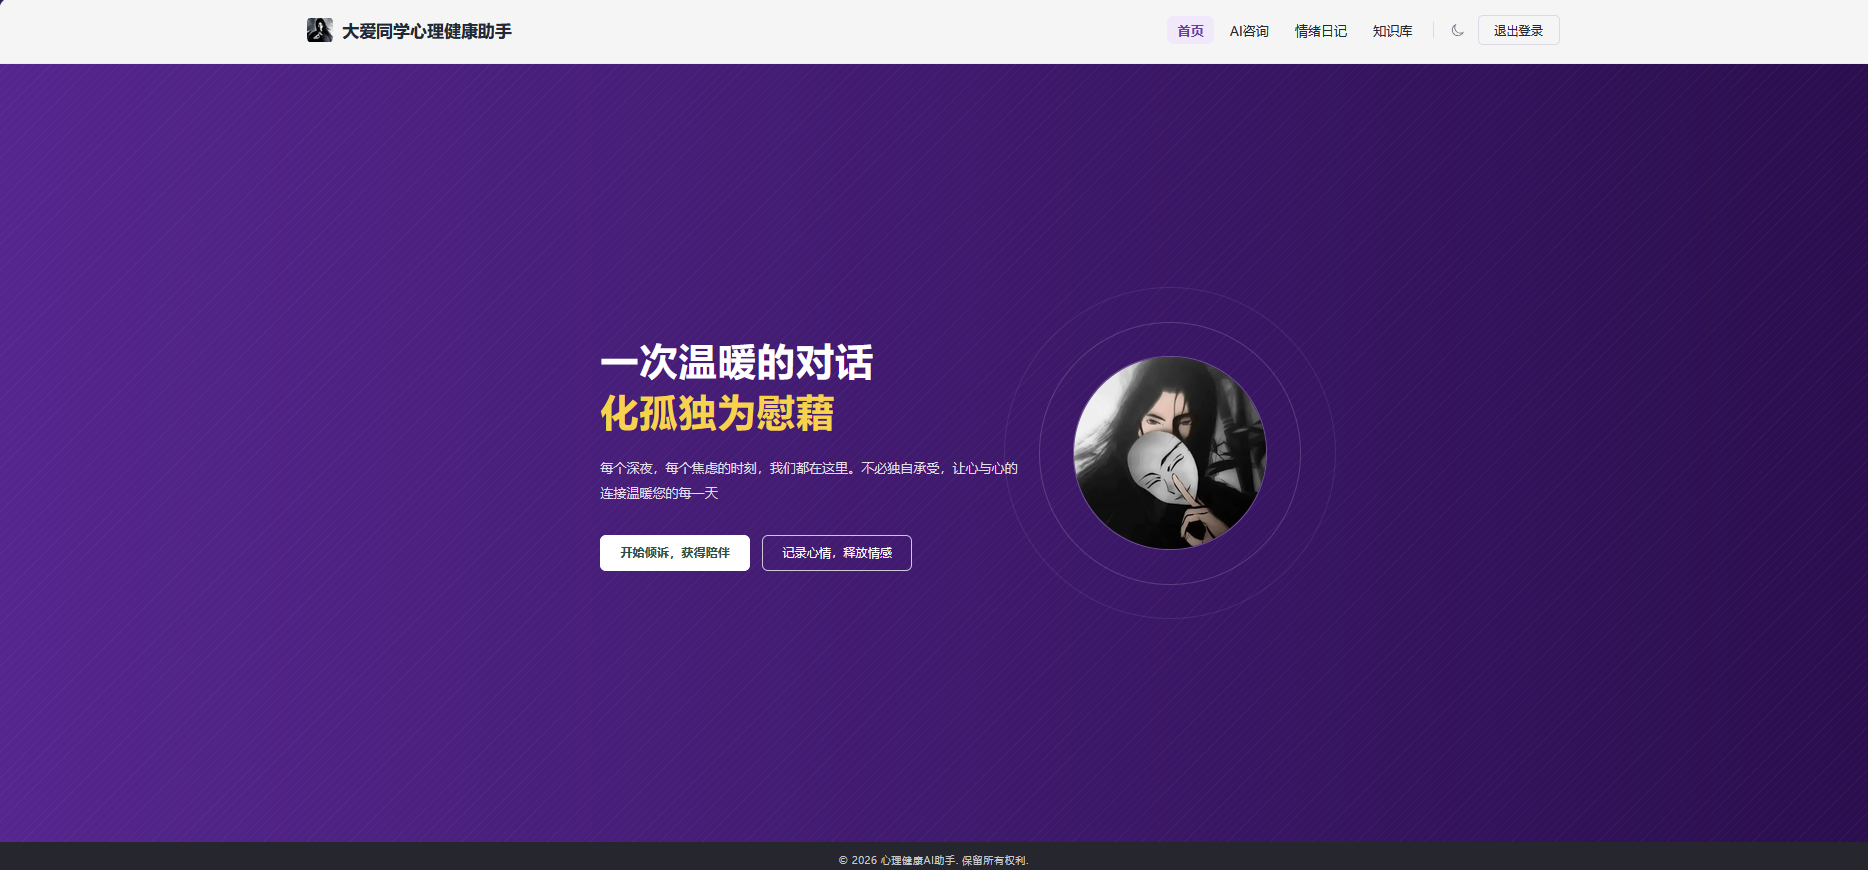 大爱同学心理健康助手
首页
AI咨询
情绪日记
知识库
退出登录
一次温暖的对话
化孤独为慰藉
每个深夜，每个焦虑的时刻，我们都在这里。不必独自承受，让心与心的
连接温暖您的每一天
开始倾诉，获得陪伴
记录心情，释放情感
© 2026 心理健康AI助手. 保留所有权利.